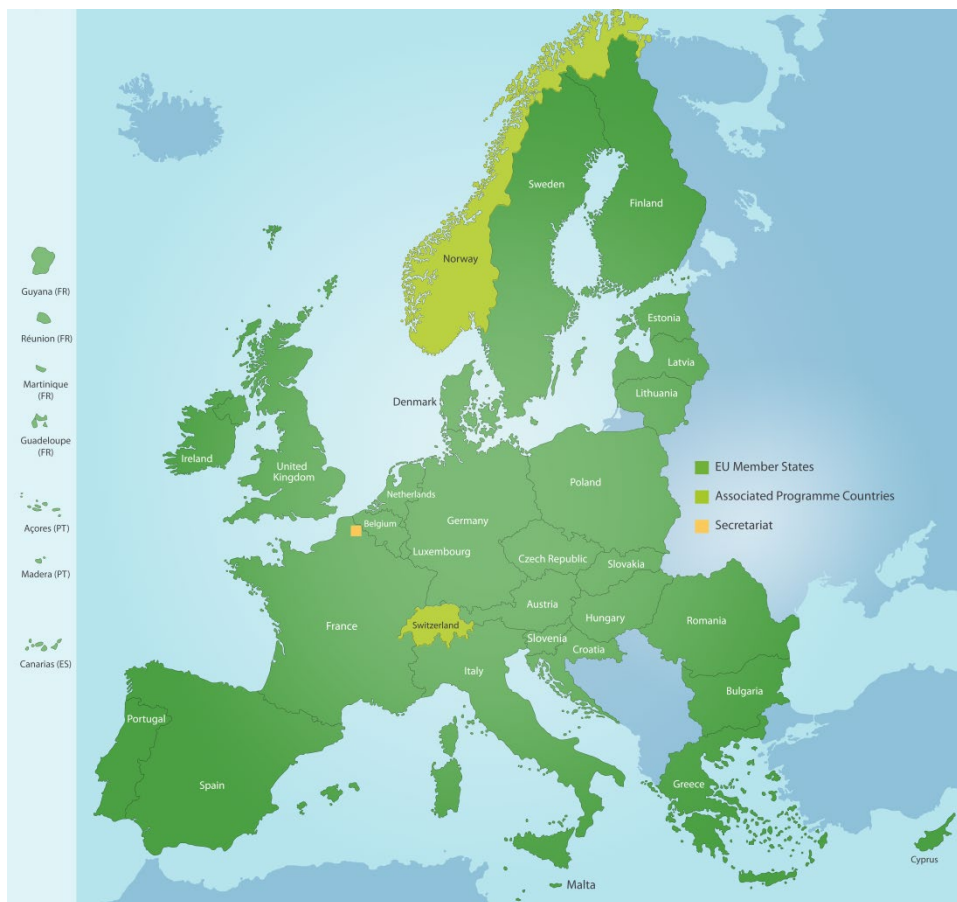 Guyana (FR)
Réunion (FR)
Martinique
(FR)
Guadeloupe
(FR)
Açores (PT)
Madera (PT)
Canarias (ES)
Sweden
Finland
Norway
Estonia
Latvia
Lithuania
Denmark
Ireland
United
Kingdom
Netherlands
Belgium
Luxembourg
Germany
Poland
Czech Republic
Slovakia
Austria
Hungary
Romania
France
Switzerland
Slovenia
Croatia
Italy
Bulgaria
Portugal
Spain
Greece
Cyprus
Malta
EU Member States
Associated Programme Countries
Secretariat